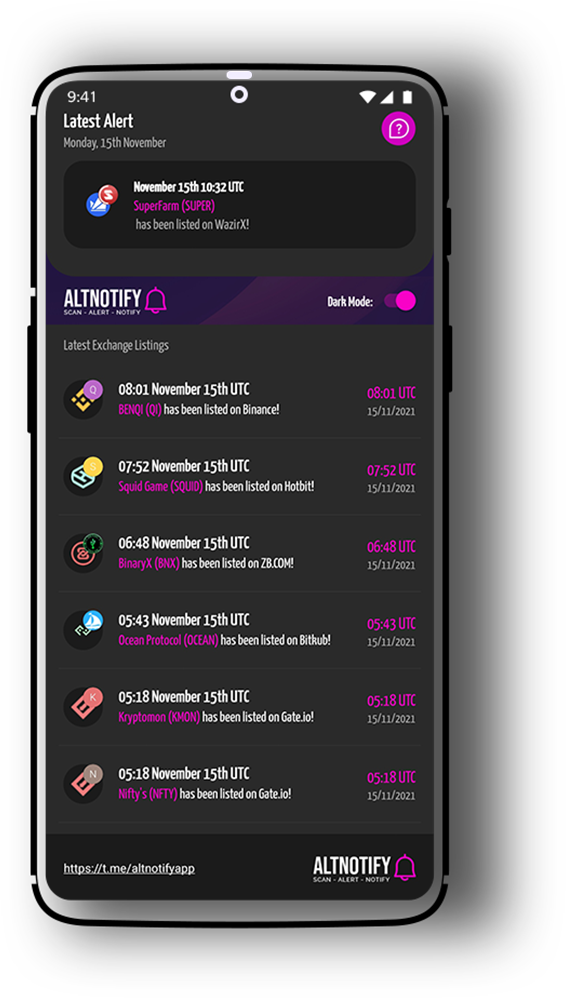 9:41
Latest Alert
Monday, 15th November
?
November 15th 10:32 UTC
S
SuperFarm (SUPER)
has been listed on WazirX!
ALTNOTIFY
SCAN - ALERT - NOTIFY
Dark Mode:
Latest Exchange Listings
Q
08:01 November 15th UTC
08:01 UTC
BENQI (QI) has been listed on Binance!
15/11/2021
S
07:52 November 15th UTC
07:52 UTC
Squid Game (SQUID) has been listed on Hotbit!
15/11/2021
06:48 November 15th UTC
06:48 UTC
BinaryX (BNX) has been listed on ZB.COM!
15/11/2021
05:43 November 15th UTC
05:43 UTC
Ocean Protocol (OCEAN) has been listed on Bitkub!
15/11/2021
K
05:18 November 15th UTC
05:18 UTC
Kryptomon (KMON) has been listed on Gate.io!
15/11/2021
N
05:18 November 15th UTC
05:18 UTC
Nifty's (NFTY) has been listed on Gate.io!
15/11/2021
https://t.me/altnotifyapp
ALTNOTIFY
SCAN - ALERT - NOTIFY